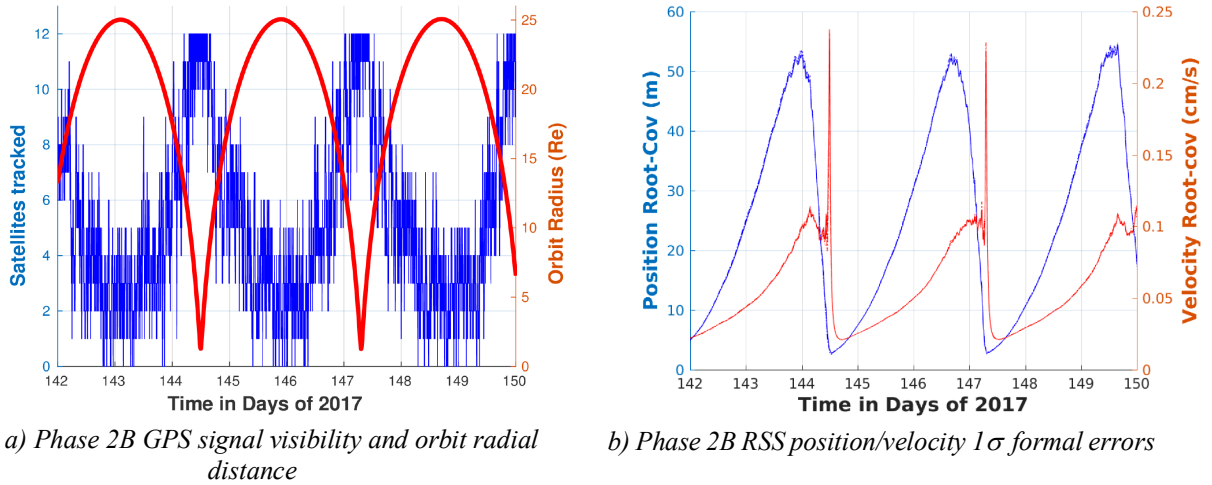 12
10
8
6
4
2
0
Satellites tracked
25
20
15
10
5
0
Orbit Radius (Re)
142 143 144 145 146 147 148 149 150
Time in Days of 2017
a) Phase 2B GPS signal visibility and orbit radial
distance
60
50
40
30
20
10
0
Position Root-Cov (m)
0.25
0.2
0.15
0.1
0.05
0
Velocity Root-cov (cm/s)
142 143 144 145 146 147 148 149 150
Time in Days of 2017
b) Phase 2B RSS position/velocity 1σ formal errors